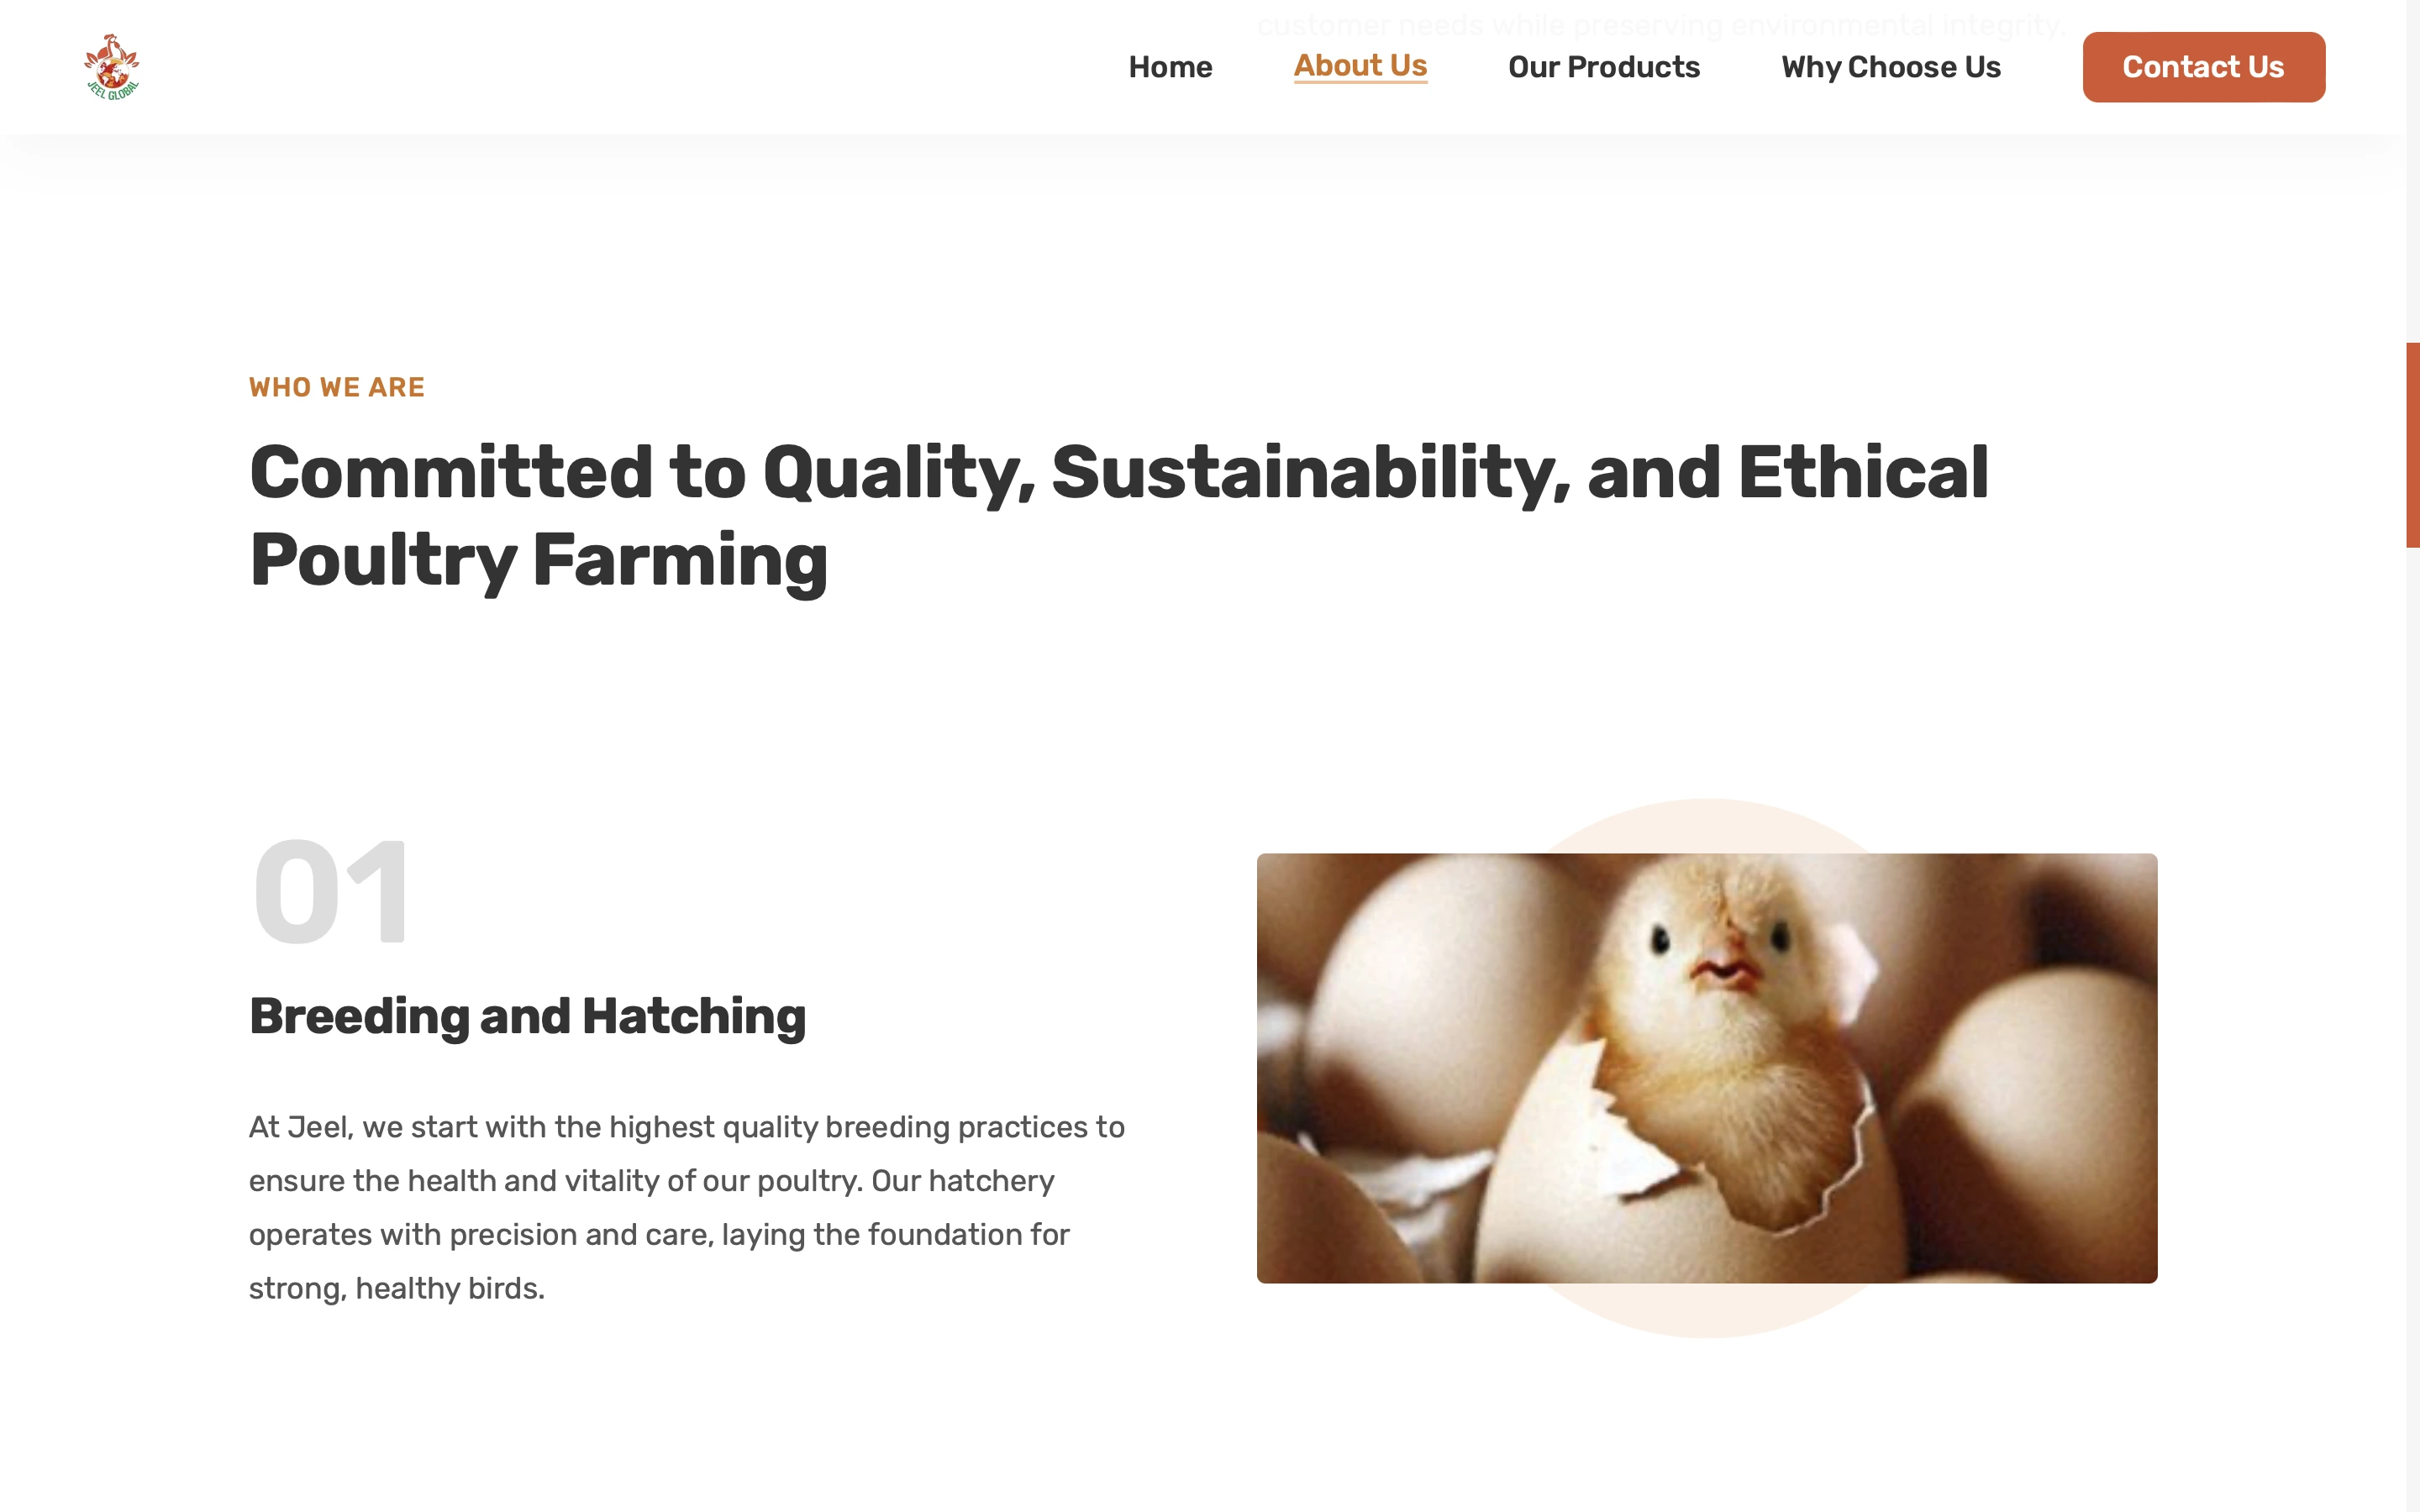 customer needs while preserving environmental integrity.
JEEL GLOBAL
Home
About Us
Our Products
Why Choose Us
Contact Us
WHO WE ARE
Committed to Quality, Sustainability, and Ethical
Poultry Farming
01
Breeding and Hatching
At Jeel, we start with the highest quality breeding practices to
ensure the health and vitality of our poultry. Our hatchery
operates with precision and care, laying the foundation for
strong, healthy birds.